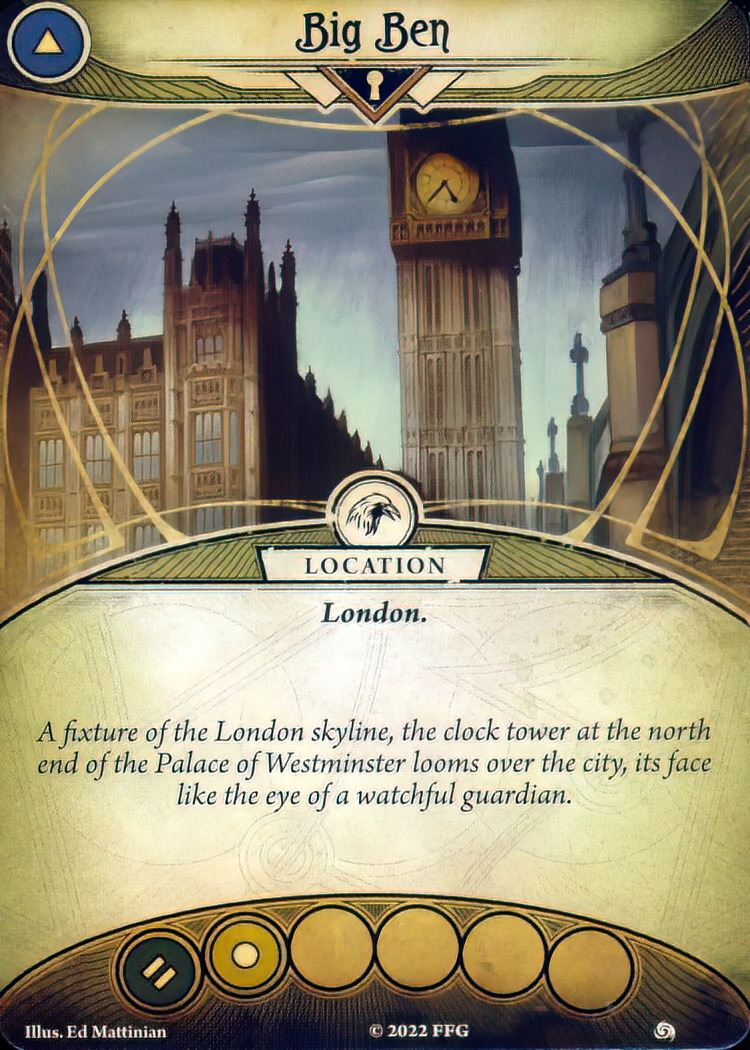 Big Ben
LOCATION
London.
A fixture of the London skyline, the clock tower at the north
end of the Palace of Westminster looms over the city, its face
like the eye of a watchful guardian.
Illus. Ed Mattinian
© 2022 FFG